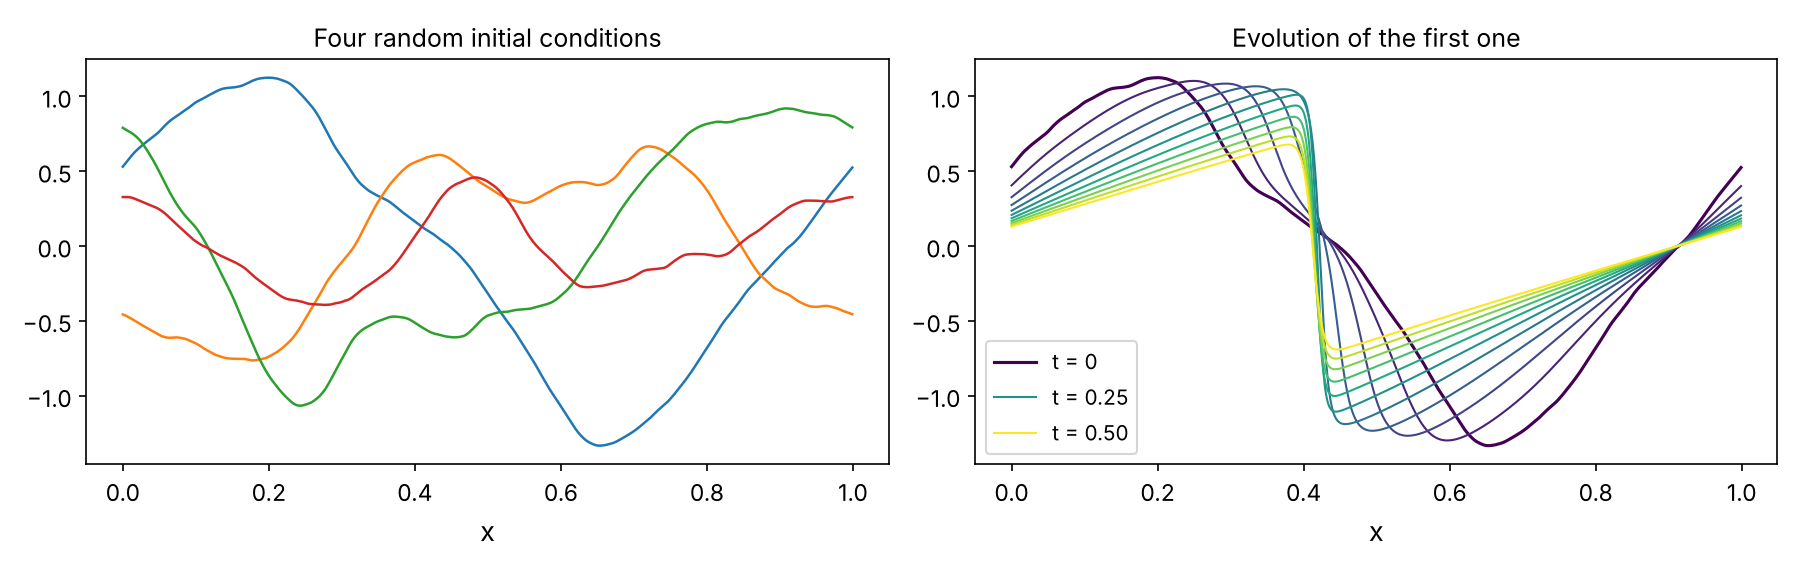 Four random initial conditions
1.0
0.5
0.0
−0.5
−1.0
0.0 0.2 0.4 0.6 0.8 1.0
x
Evolution of the first one
1.0
0.5
0.0
−0.5
−1.0
t = 0
t = 0.25
t = 0.50
0.0 0.2 0.4 0.6 0.8 1.0
x